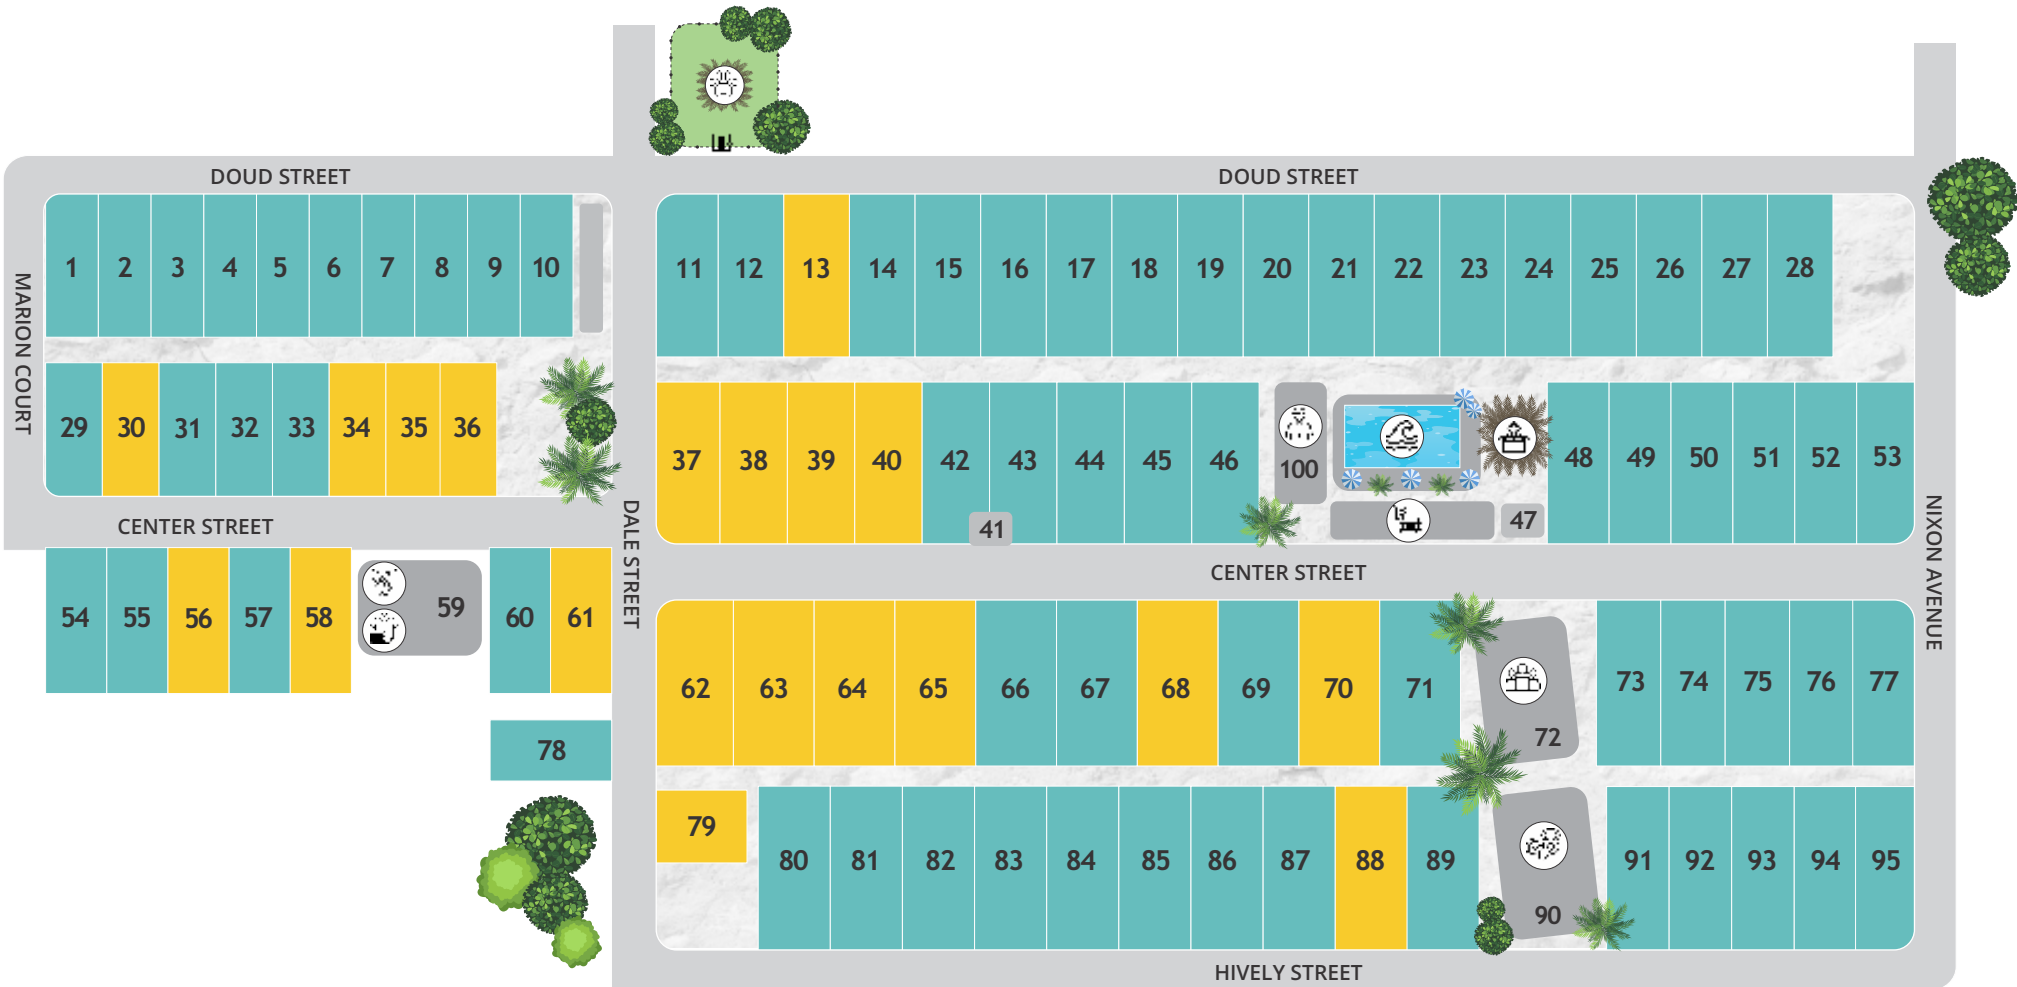 DOUD STREET
DOUD STREET
MARION COURT
1 2 3 4 5 6 7 8 9 10
11 12 13 14 15 16 17 18 19 20 21 22 23 24 25 26 27 28
29 30 31 32 33 34 35 36
37 38 39 40 42 43 44 45 46
100
48 49 50 51 52 53
41
47
CENTER STREET
DALE STREET
CENTER STREET
NIXON AVENUE
54 55 56 57 58 59 60 61
62 63 64 65 66 67 68 69 70 71
72
73 74 75 76 77
78
79
80 81 82 83 84 85 86 87 88 89
90
91 92 93 94 95
HIVELY STREET